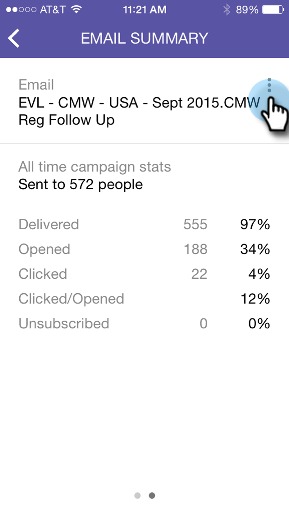 AT&T 11:21 AM 89%
EMAIL SUMMARY
Email
EVL - CMW - USA - Sept 2015.CMW
Reg Follow Up
All time campaign stats
Sent to 572 people
Delivered 555 97%
Opened 188 34%
Clicked 22 4%
Clicked/Opened 12%
Unsubscribed 0 0%